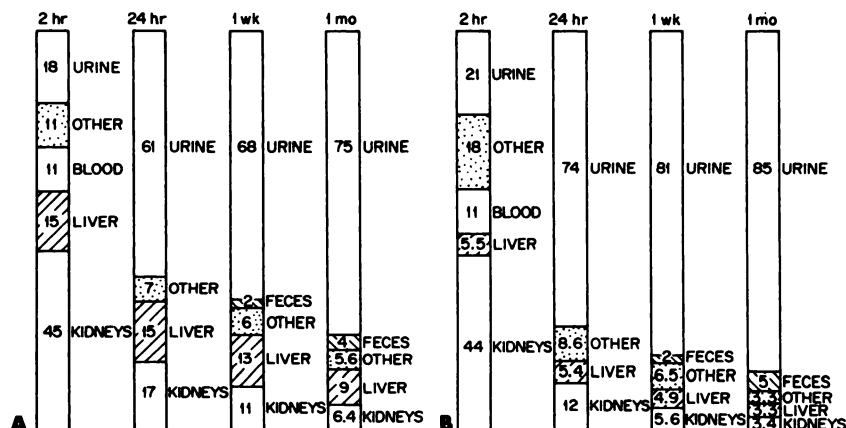 2 hr 24 hr 1 wk 1 mo
18 URINE
11 OTHER
11 BLOOD
15 LIVER
45 KIDNEYS
61 URINE
7 OTHER
15 LIVER
17 KIDNEYS
68 URINE
2 FECES
6 OTHER
13 LIVER
11 KIDNEYS
75 URINE
4 FECES
5.6 OTHER
9 LIVER
6.4 KIDNEYS
A
2 hr 24 hr 1 wk 1 mo
21 URINE
18 OTHER
11 BLOOD
5.5 LIVER
44 KIDNEYS
74 URINE
8.6 OTHER
5.4 LIVER
12 KIDNEYS
81 URINE
2 FECES
6.5 OTHER
4.9 LIVER
5.6 KIDNEYS
85 URINE
5 FECES
3.3 OTHER
3.3 LIVER
3.4 KIDNEYS
B